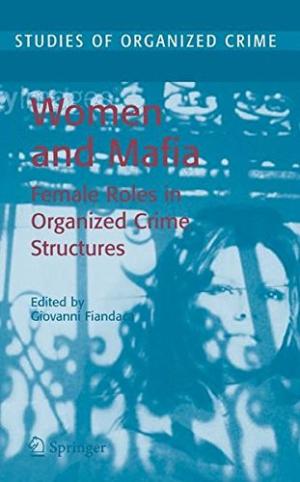 STUDIES OF ORGANIZED CRIME
Women
and Mafia
Female Roles in
Organized Crime
Structures
Edited by
Giovanni Fiandaca
Springer